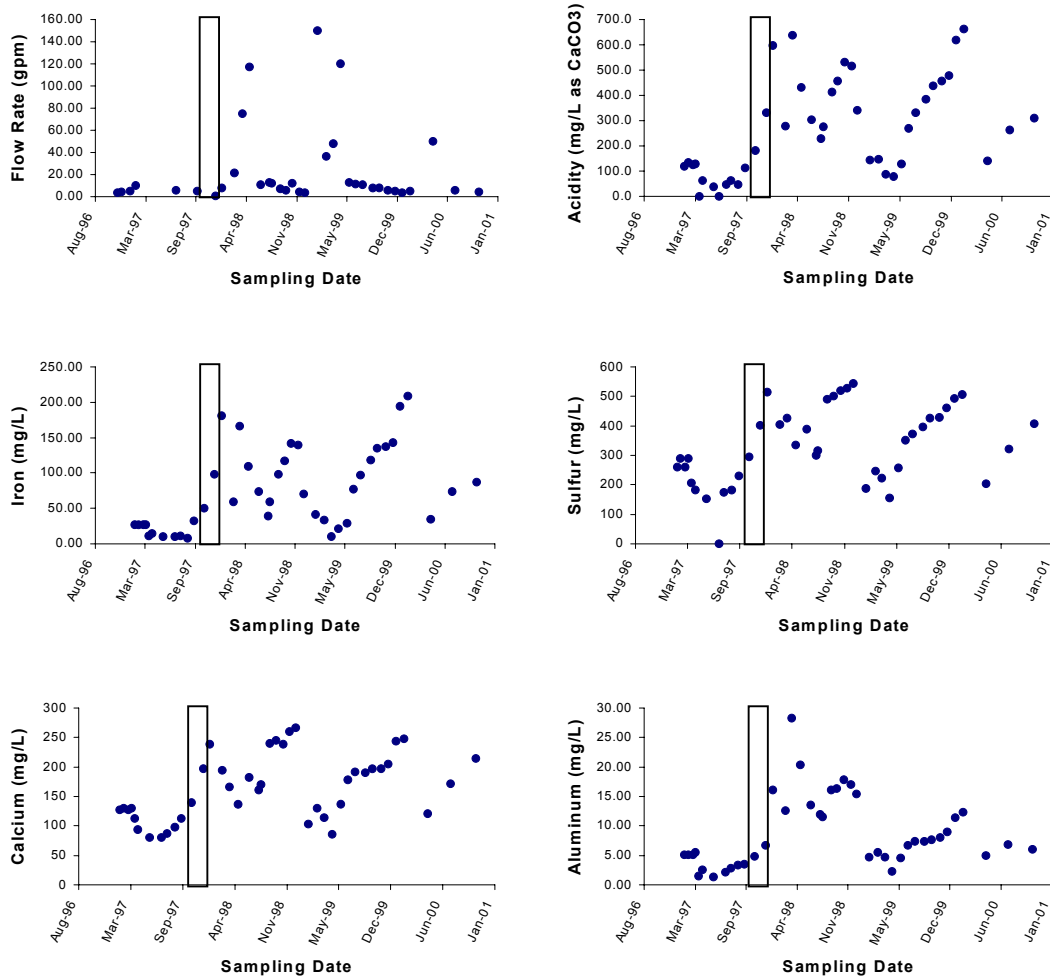 Flow Rate (gpm)
160.00
140.00
120.00
100.00
80.00
60.00
40.00
20.00
0.00
Aug-96
Mar-97
Sep-97
Apr-98
Nov-98
May-99
Dec-99
Jun-00
Jan-01
Sampling Date
Acidity (mg/L as CaCO3)
700.0
600.0
500.0
400.0
300.0
200.0
100.0
0.0
Aug-96
Mar-97
Sep-97
Apr-98
Nov-98
May-99
Dec-99
Jun-00
Jan-01
Sampling Date
Iron (mg/L)
250.00
200.00
150.00
100.00
50.00
0.00
Aug-96
Mar-97
Sep-97
Apr-98
Nov-98
May-99
Dec-99
Jun-00
Jan-01
Sampling Date
Sulfur (mg/L)
600
500
400
300
200
100
0
Aug-96
Mar-97
Sep-97
Apr-98
Nov-98
May-99
Dec-99
Jun-00
Jan-01
Sampling Date
Calcium (mg/L)
300
250
200
150
100
50
0
Aug-96
Mar-97
Sep-97
Apr-98
Nov-98
May-99
Dec-99
Jun-00
Jan-01
Sampling Date
Aluminum (mg/L)
30.00
25.00
20.00
15.00
10.00
5.00
0.00
Aug-96
Mar-97
Sep-97
Apr-98
Nov-98
May-99
Dec-99
Jun-00
Jan-01
Sampling Date